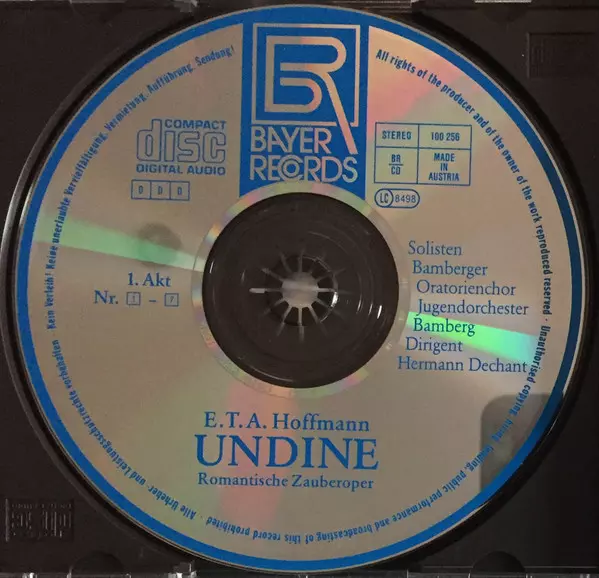 BR
BAYER
RECORDS
COMPACT
disc
DIGITAL AUDIO
D D D
STEREO
100 256
BR
CD
MADE
IN
AUSTRIA
LC 8498
1. Akt
Nr. 1 - 7
Solisten
Bamberger
Oratorienchor
Jugendorchester
Bamberg
Dirigent
Hermann Dechant
E.T.A. Hoffmann
UNDINE
Romantische Zauberoper
All rights of the producer and of the owner of the work reproduced reserved · Unauthorised copying, hiring, lending, public performance and broadcasting of this record prohibited · Alle Urheber- und Leistungsschutzrechte vorbehalten · Kein Verleih! Keine unerlaubte Vervielfältigung, Vermietung, Aufführung, Sendung!